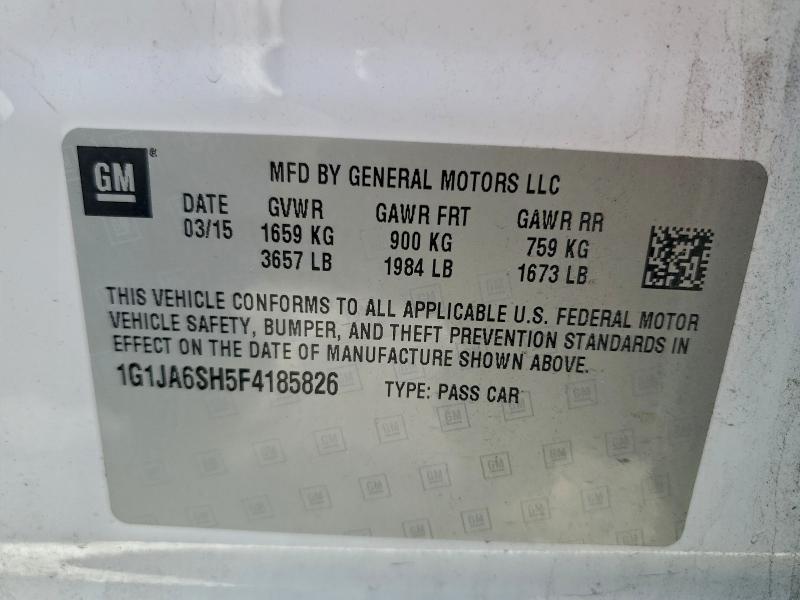 GM ® MFD BY GENERAL MOTORS LLC
DATE GVWR GAWR FRT GAWR RR
03/15 1659 KG 900 KG 759 KG
3657 LB 1984 LB 1673 LB
THIS VEHICLE CONFORMS TO ALL APPLICABLE U.S. FEDERAL MOTOR
VEHICLE SAFETY, BUMPER, AND THEFT PREVENTION STANDARDS IN
EFFECT ON THE DATE OF MANUFACTURE SHOWN ABOVE.
1G1JA6SH5F4185826 TYPE: PASS CAR